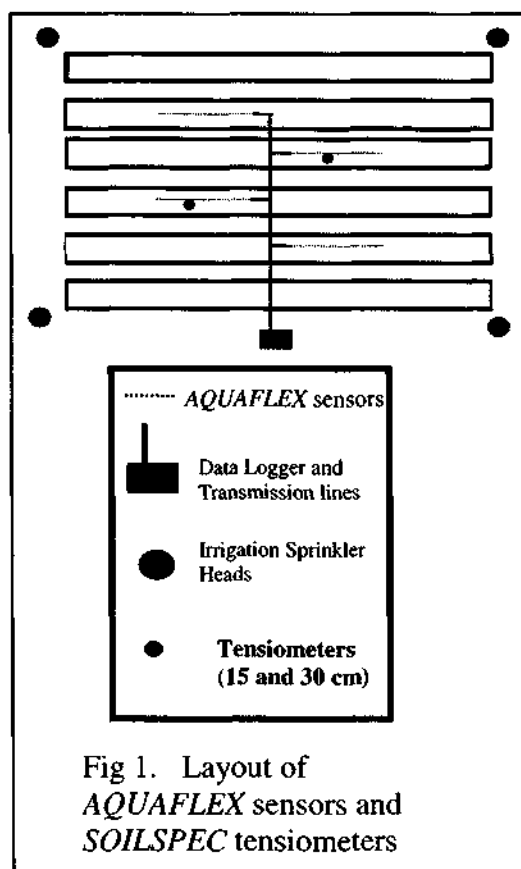 AQUAFLEX sensors
Data Logger and
Transmission lines
Irrigation Sprinkler
Heads
Tensiometers
(15 and 30 cm)
Fig 1. Layout of
AQUAFLEX sensors and
SOILSPEC tensiometers